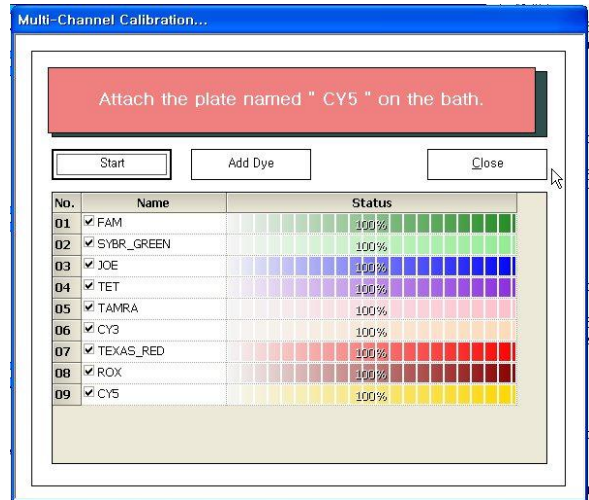 Multi-Channel Calibration...
Attach the plate named " CY5 " on the bath.
Start Add Dye Close
No. Name Status
01 FAM 100%
02 SYBR_GREEN 100%
03 JOE 100%
04 TET 100%
05 TAMRA 100%
06 CY3 100%
07 TEXAS_RED 100%
08 ROX 100%
09 CY5 100%